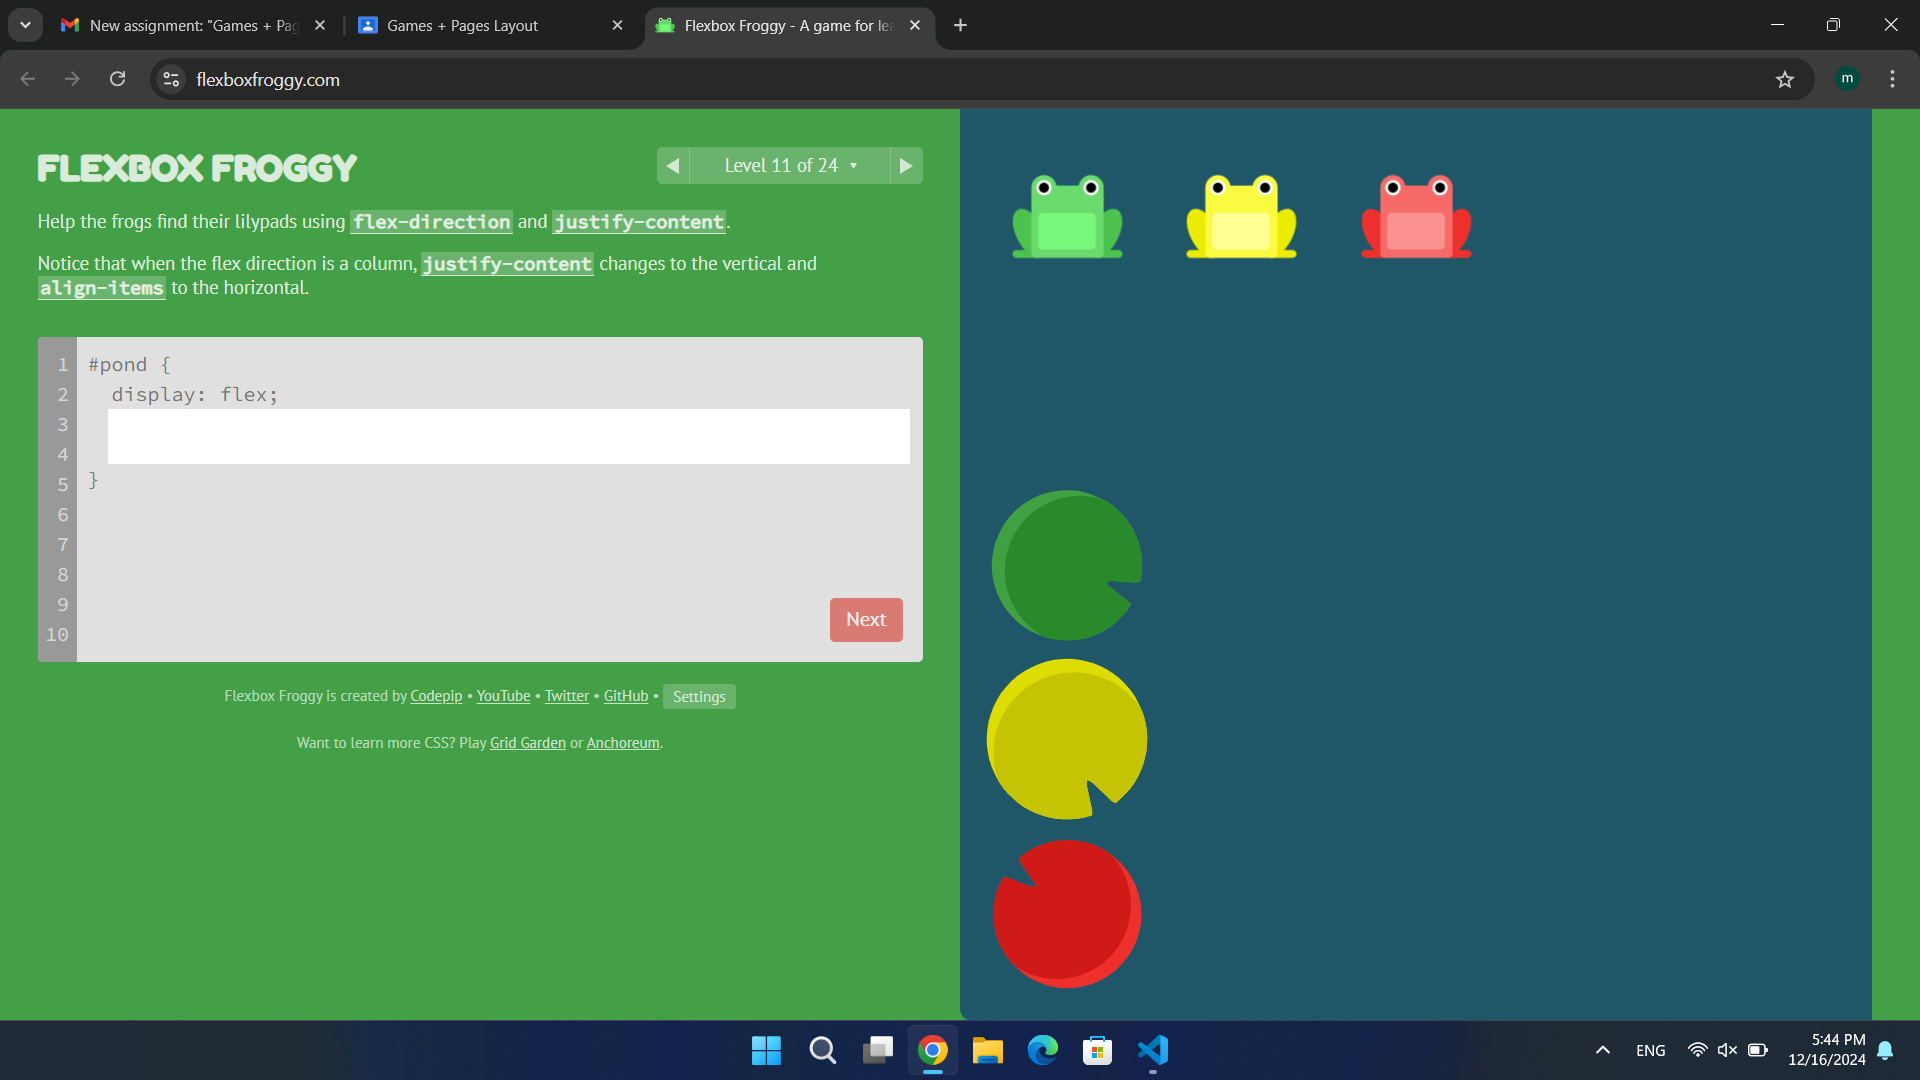 New assignment: "Games + Pag
Games + Pages Layout
Flexbox Froggy - A game for lea
flexboxfroggy.com
m
FLEXBOX FROGGY
Level 11 of 24
Help the frogs find their lilypads using flex-direction and justify-content.
Notice that when the flex direction is a column, justify-content changes to the vertical and
align-items to the horizontal.
1 #pond {
2 display: flex;
3
4
5 }
6
7
8
9
10
Next
Flexbox Froggy is created by Codepip • YouTube • Twitter • GitHub • Settings
Want to learn more CSS? Play Grid Garden or Anchoreum.
ENG
5:44 PM
12/16/2024